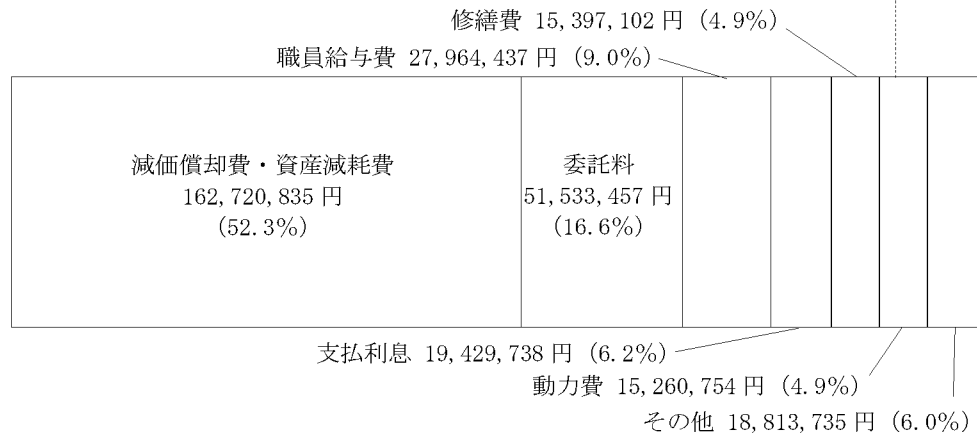 修繕費 15,397,102 円 (4.9%)
職員給与費 27,964,437 円 (9.0%)
減価償却費・資産減耗費
162,720,835 円
(52.3%)
委託料
51,533,457 円
(16.6%)
支払利息 19,429,738 円 (6.2%)
動力費 15,260,754 円 (4.9%)
その他 18,813,735 円 (6.0%)